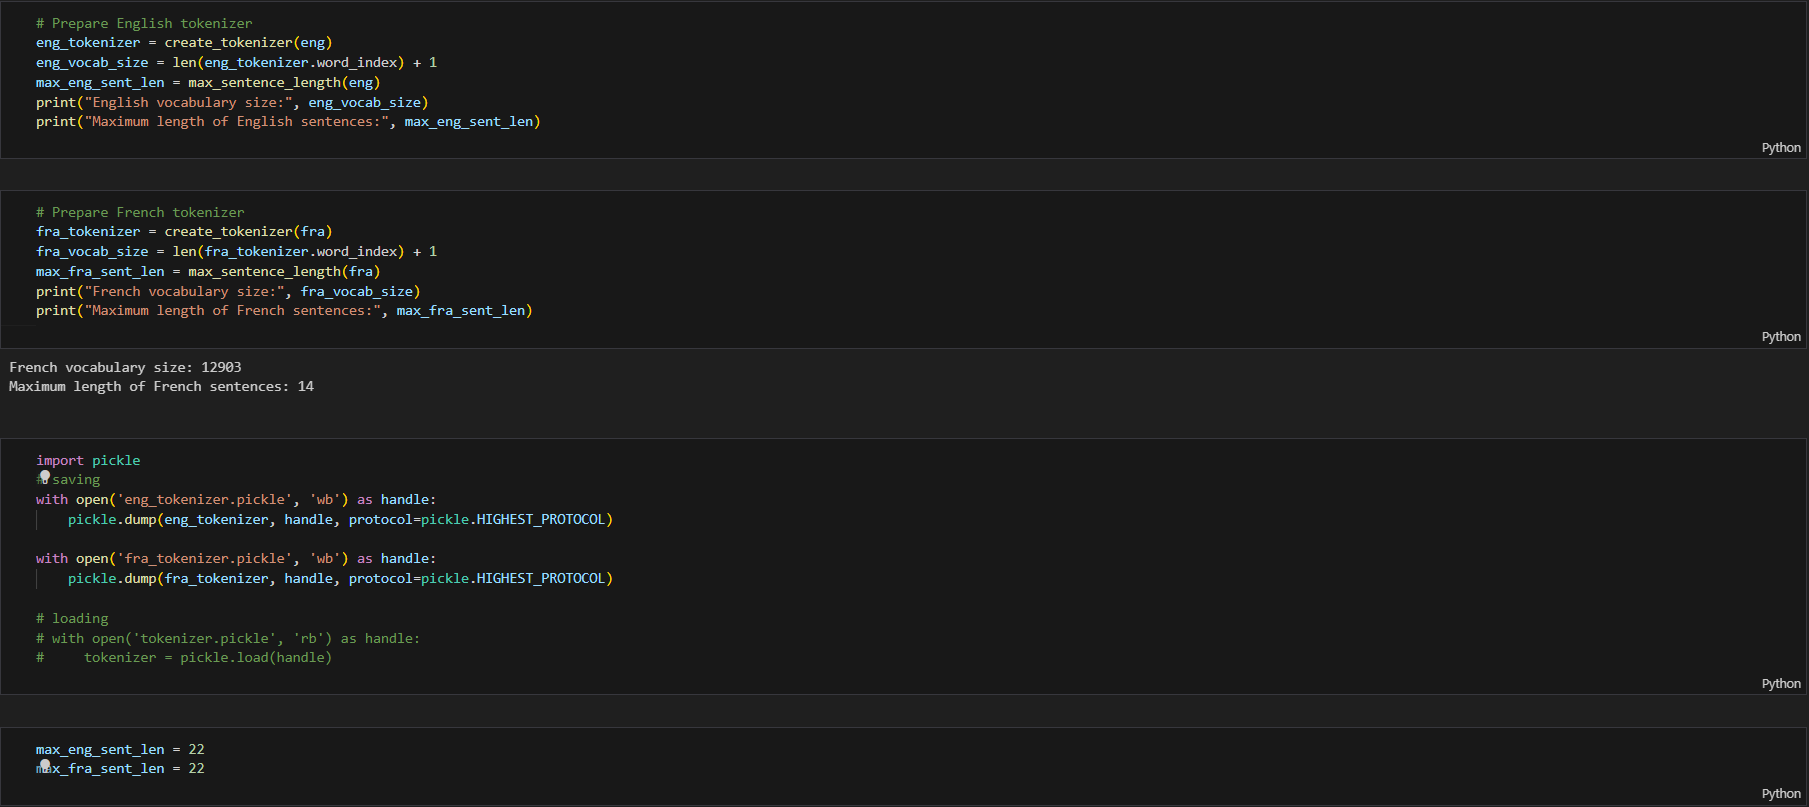 # Prepare English tokenizer
eng_tokenizer = create_tokenizer(eng)
eng_vocab_size = len(eng_tokenizer.word_index) + 1
max_eng_sent_len = max_sentence_length(eng)
print("English vocabulary size:", eng_vocab_size)
print("Maximum length of English sentences:", max_eng_sent_len)
Python
# Prepare French tokenizer
fra_tokenizer = create_tokenizer(fra)
fra_vocab_size = len(fra_tokenizer.word_index) + 1
max_fra_sent_len = max_sentence_length(fra)
print("French vocabulary size:", fra_vocab_size)
print("Maximum length of French sentences:", max_fra_sent_len)
Python
French vocabulary size: 12903
Maximum length of French sentences: 14
import pickle
# saving
with open('eng_tokenizer.pickle', 'wb') as handle:
    pickle.dump(eng_tokenizer, handle, protocol=pickle.HIGHEST_PROTOCOL)
with open('fra_tokenizer.pickle', 'wb') as handle:
    pickle.dump(fra_tokenizer, handle, protocol=pickle.HIGHEST_PROTOCOL)
# loading
# with open('tokenizer.pickle', 'rb') as handle:
#     tokenizer = pickle.load(handle)
Python
max_eng_sent_len = 22
max_fra_sent_len = 22
Python